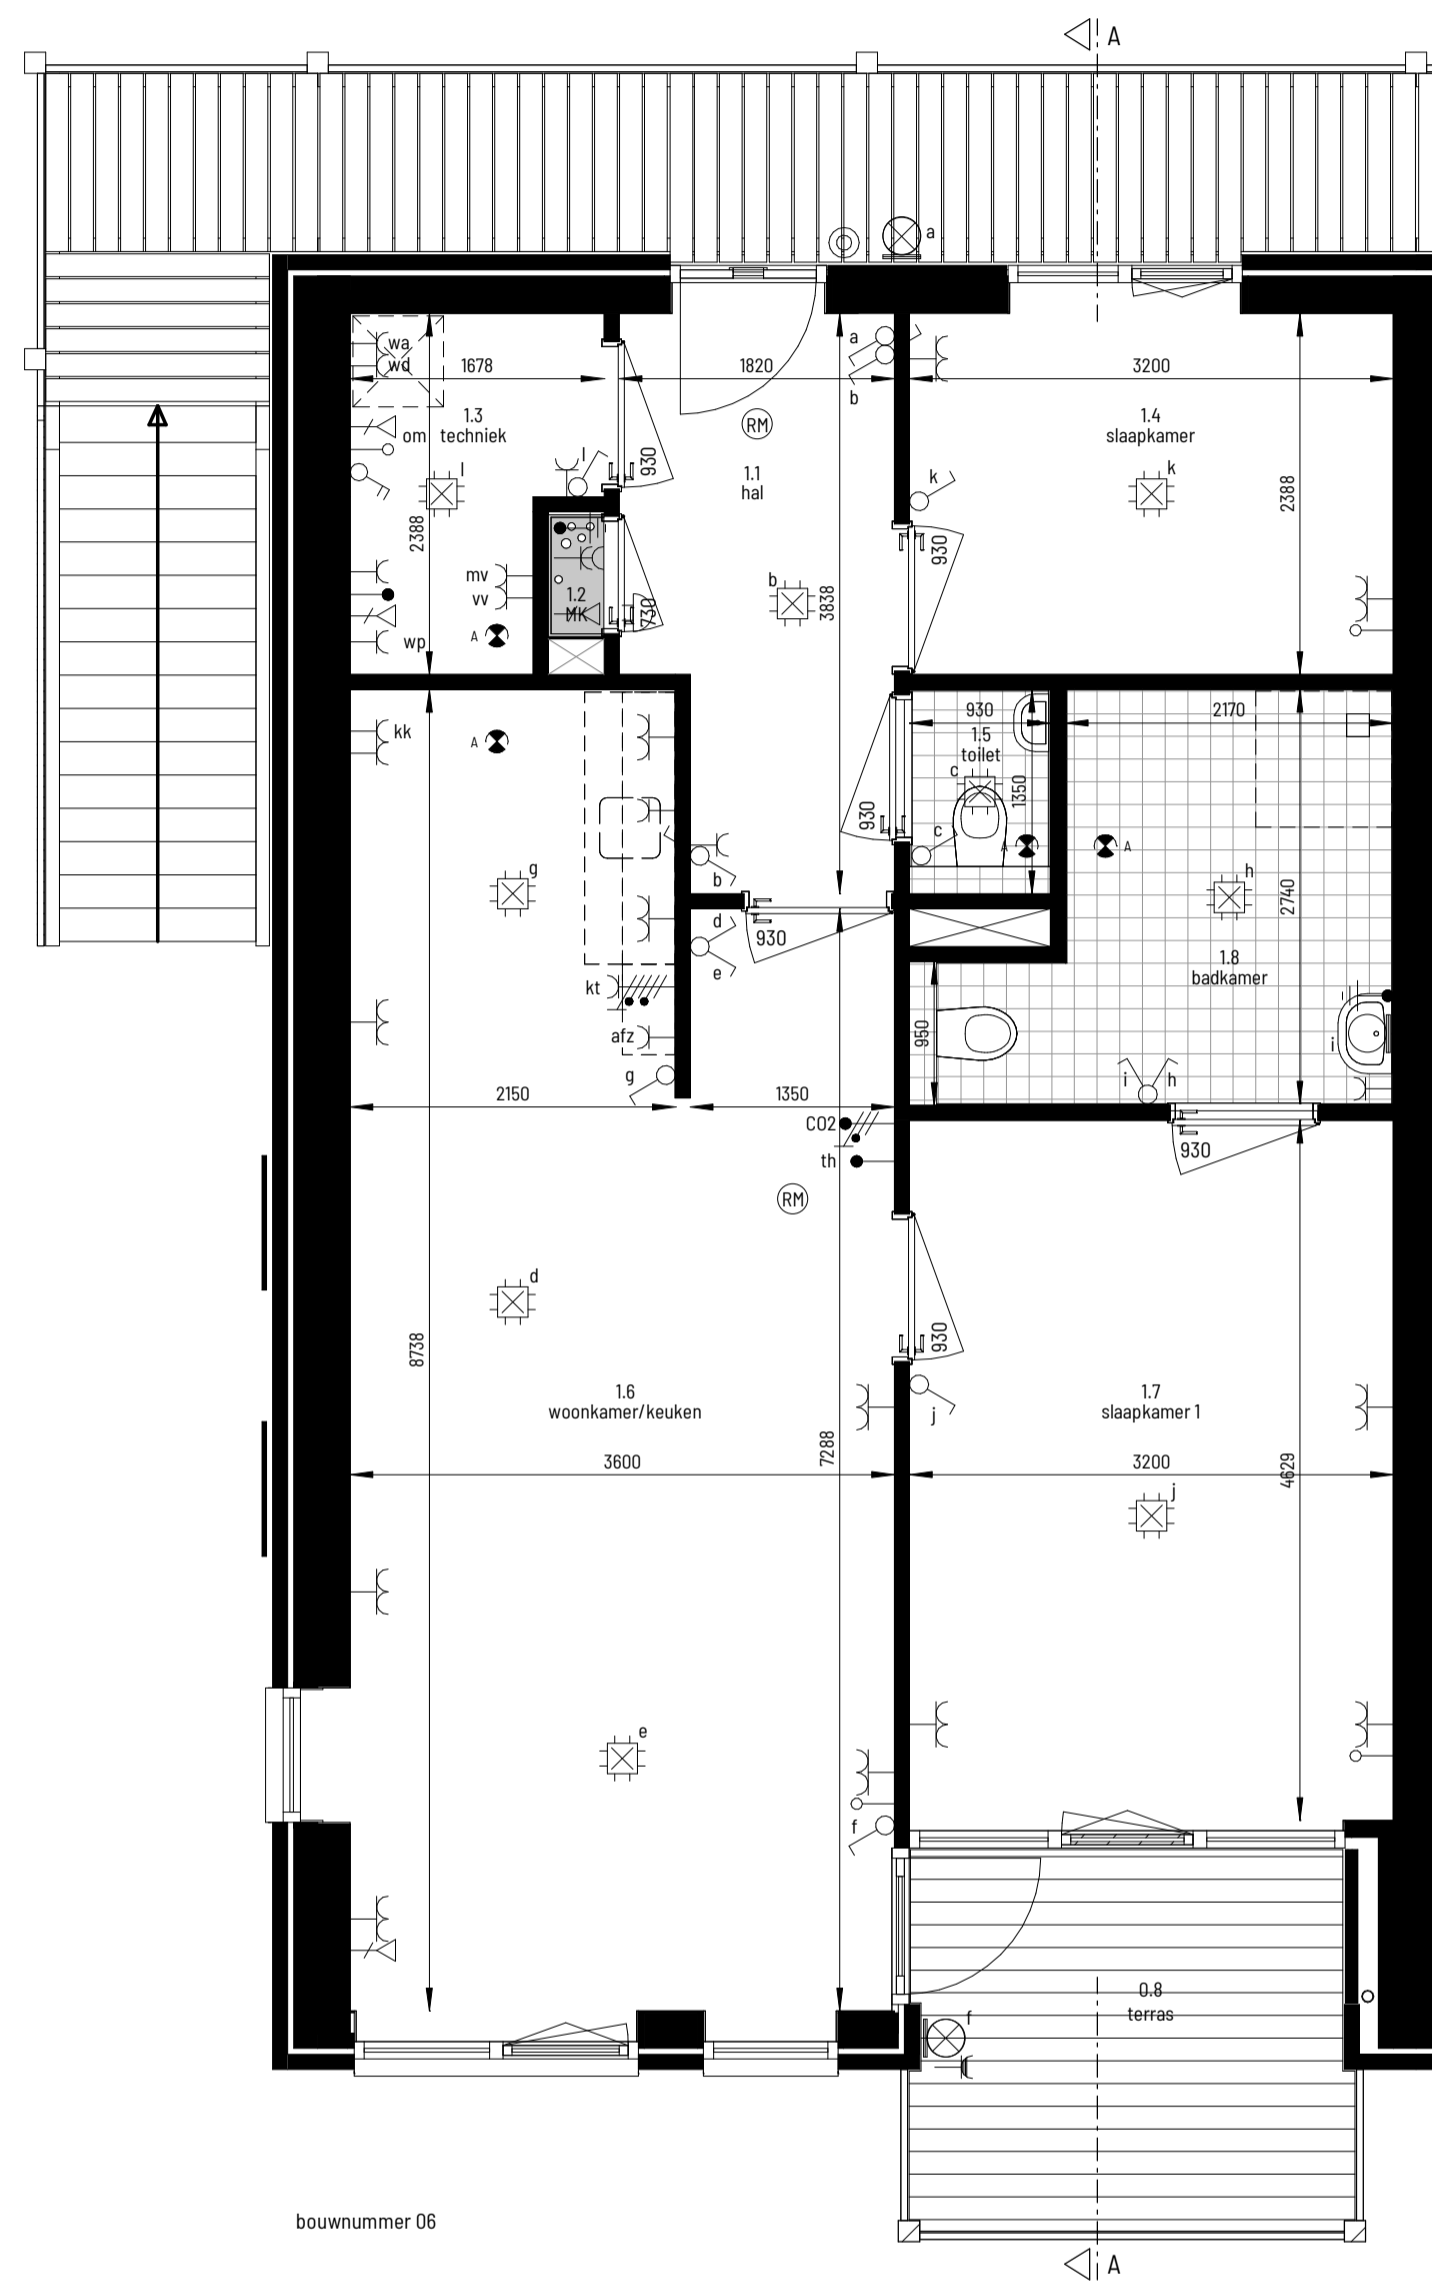 A
a
wa
wd
1678
1820
3200
a
b
1.3
techniek
om
RM
1.4
slaapkamer
l
l
930
1.1
hal
k
k
2388
2388
930
b
3838
mv
vv
1.2
MK
730
A
wp
kk
A
930
1.5
toilet
c
1350
2170
930
c
A
A
g
b
h
2740
d
e
930
1.8
badkamer
kt
afz
g
950
i
i
h
2150
1350
CO2
th
930
RM
d
930
8738
1.6
woonkamer/keuken
1.7
slaapkamer 1
j
7288
3600
3200
4629
j
e
f
0.8
terras
f
bouwnummer 06
A